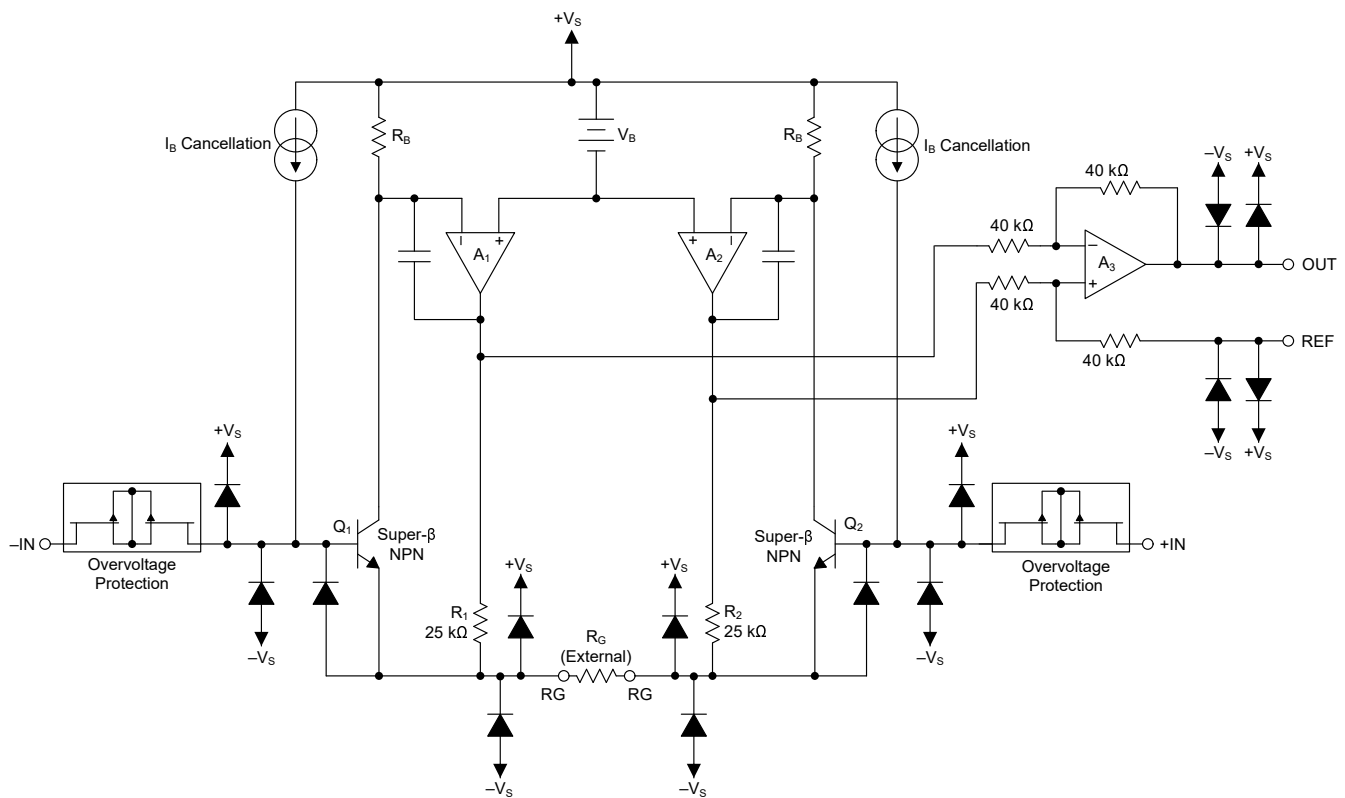 +VS
IB Cancellation
RB
VB
RB
IB Cancellation
–VS
+VS
40 kΩ
40 kΩ
–
+
A1
+
–
A2
–
+
A3
OUT
40 kΩ
40 kΩ
REF
–VS
+VS
+VS
+VS
–IN
Overvoltage
Protection
Q1
Super-β
NPN
Q2
Super-β
NPN
+IN
Overvoltage
Protection
–VS
–VS
+VS
+VS
R1
25 kΩ
R2
25 kΩ
RG
(External)
RG
RG
–VS
–VS